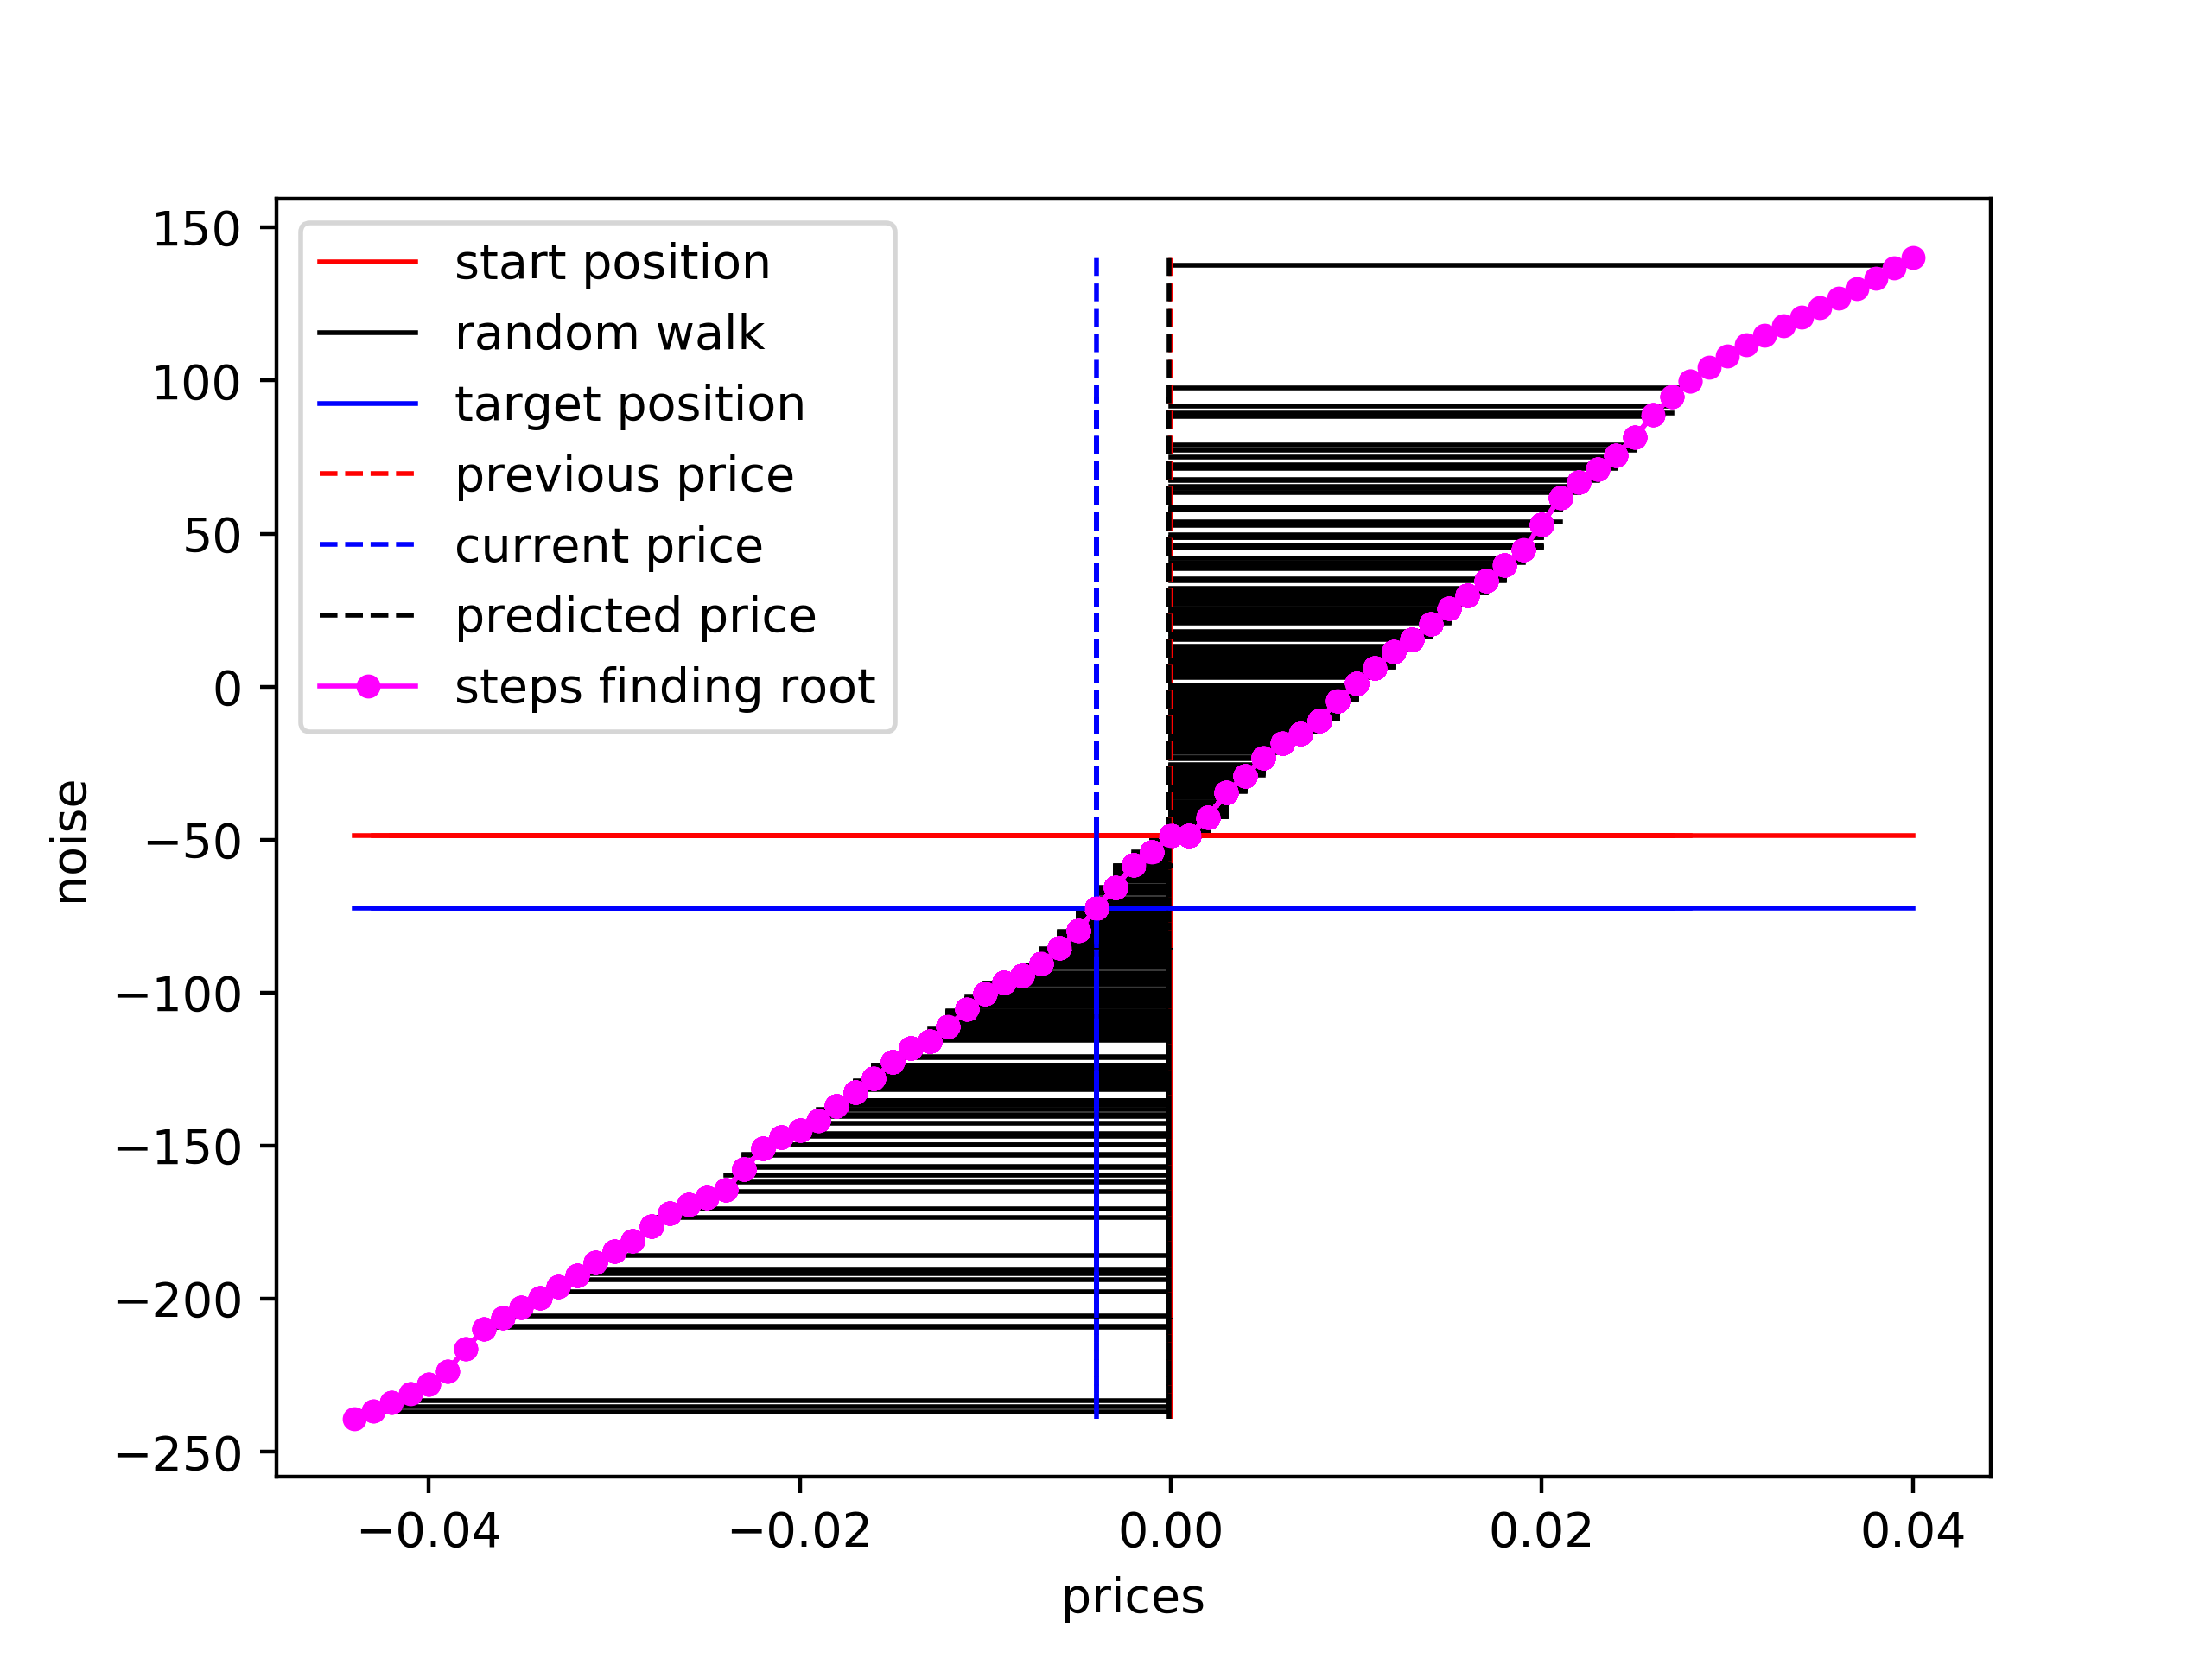 150
100
50
0
−50
−100
−150
−200
−250
noise
start position
random walk
target position
previous price
current price
predicted price
steps finding root
−0.04
−0.02
0.00
0.02
0.04
prices